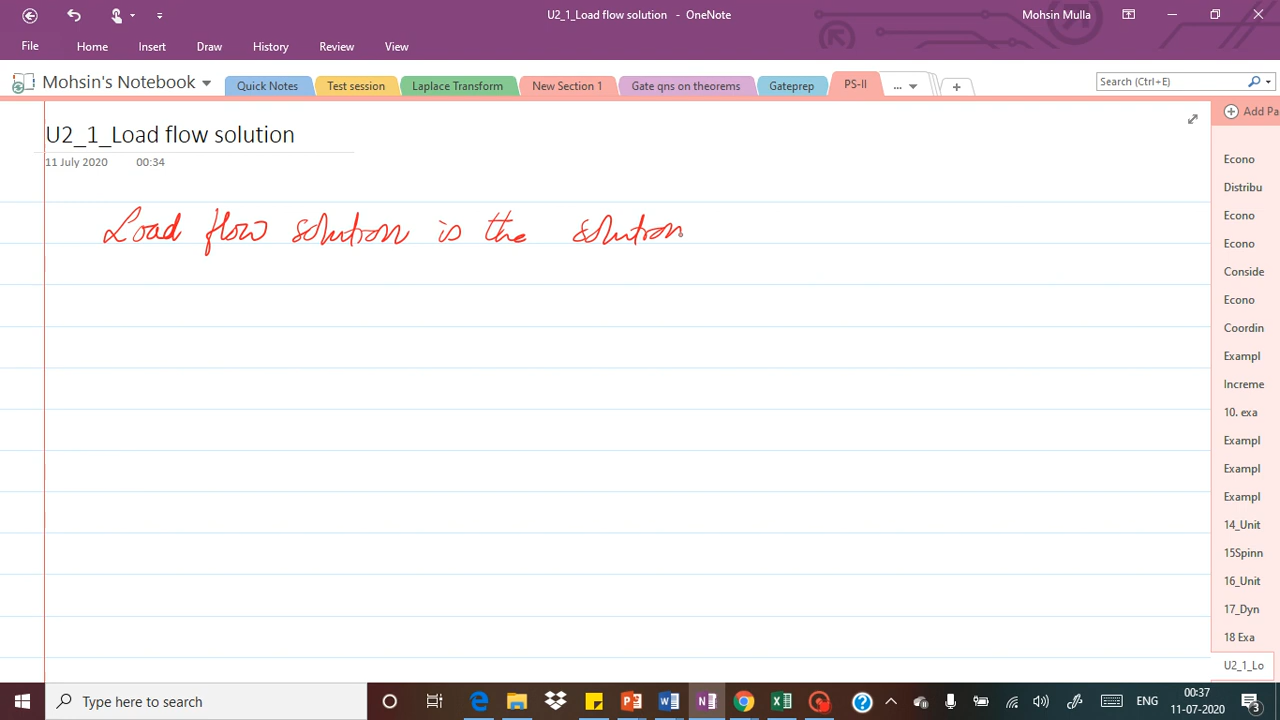 U2_1_Load flow solution - OneNote
Mohsin Mulla
File Home Insert Draw History Review View
Mohsin's Notebook Quick Notes Test session Laplace Transform New Section 1 Gate qns on theorems Gateprep PS-II ... Search (Ctrl+E)
Add Pa
U2_1_Load flow solution
11 July 2020 00:34
Load flow solution is the solution
Econo
Distribu
Econo
Econo
Conside
Econo
Coordin
Exampl
Increme
10. exa
Exampl
Exampl
Exampl
14_Unit
15Spinn
16_Unit
17_Dyn
18 Exa
U2_1_Lo
Type here to search
ENG
00:37
11-07-2020
3